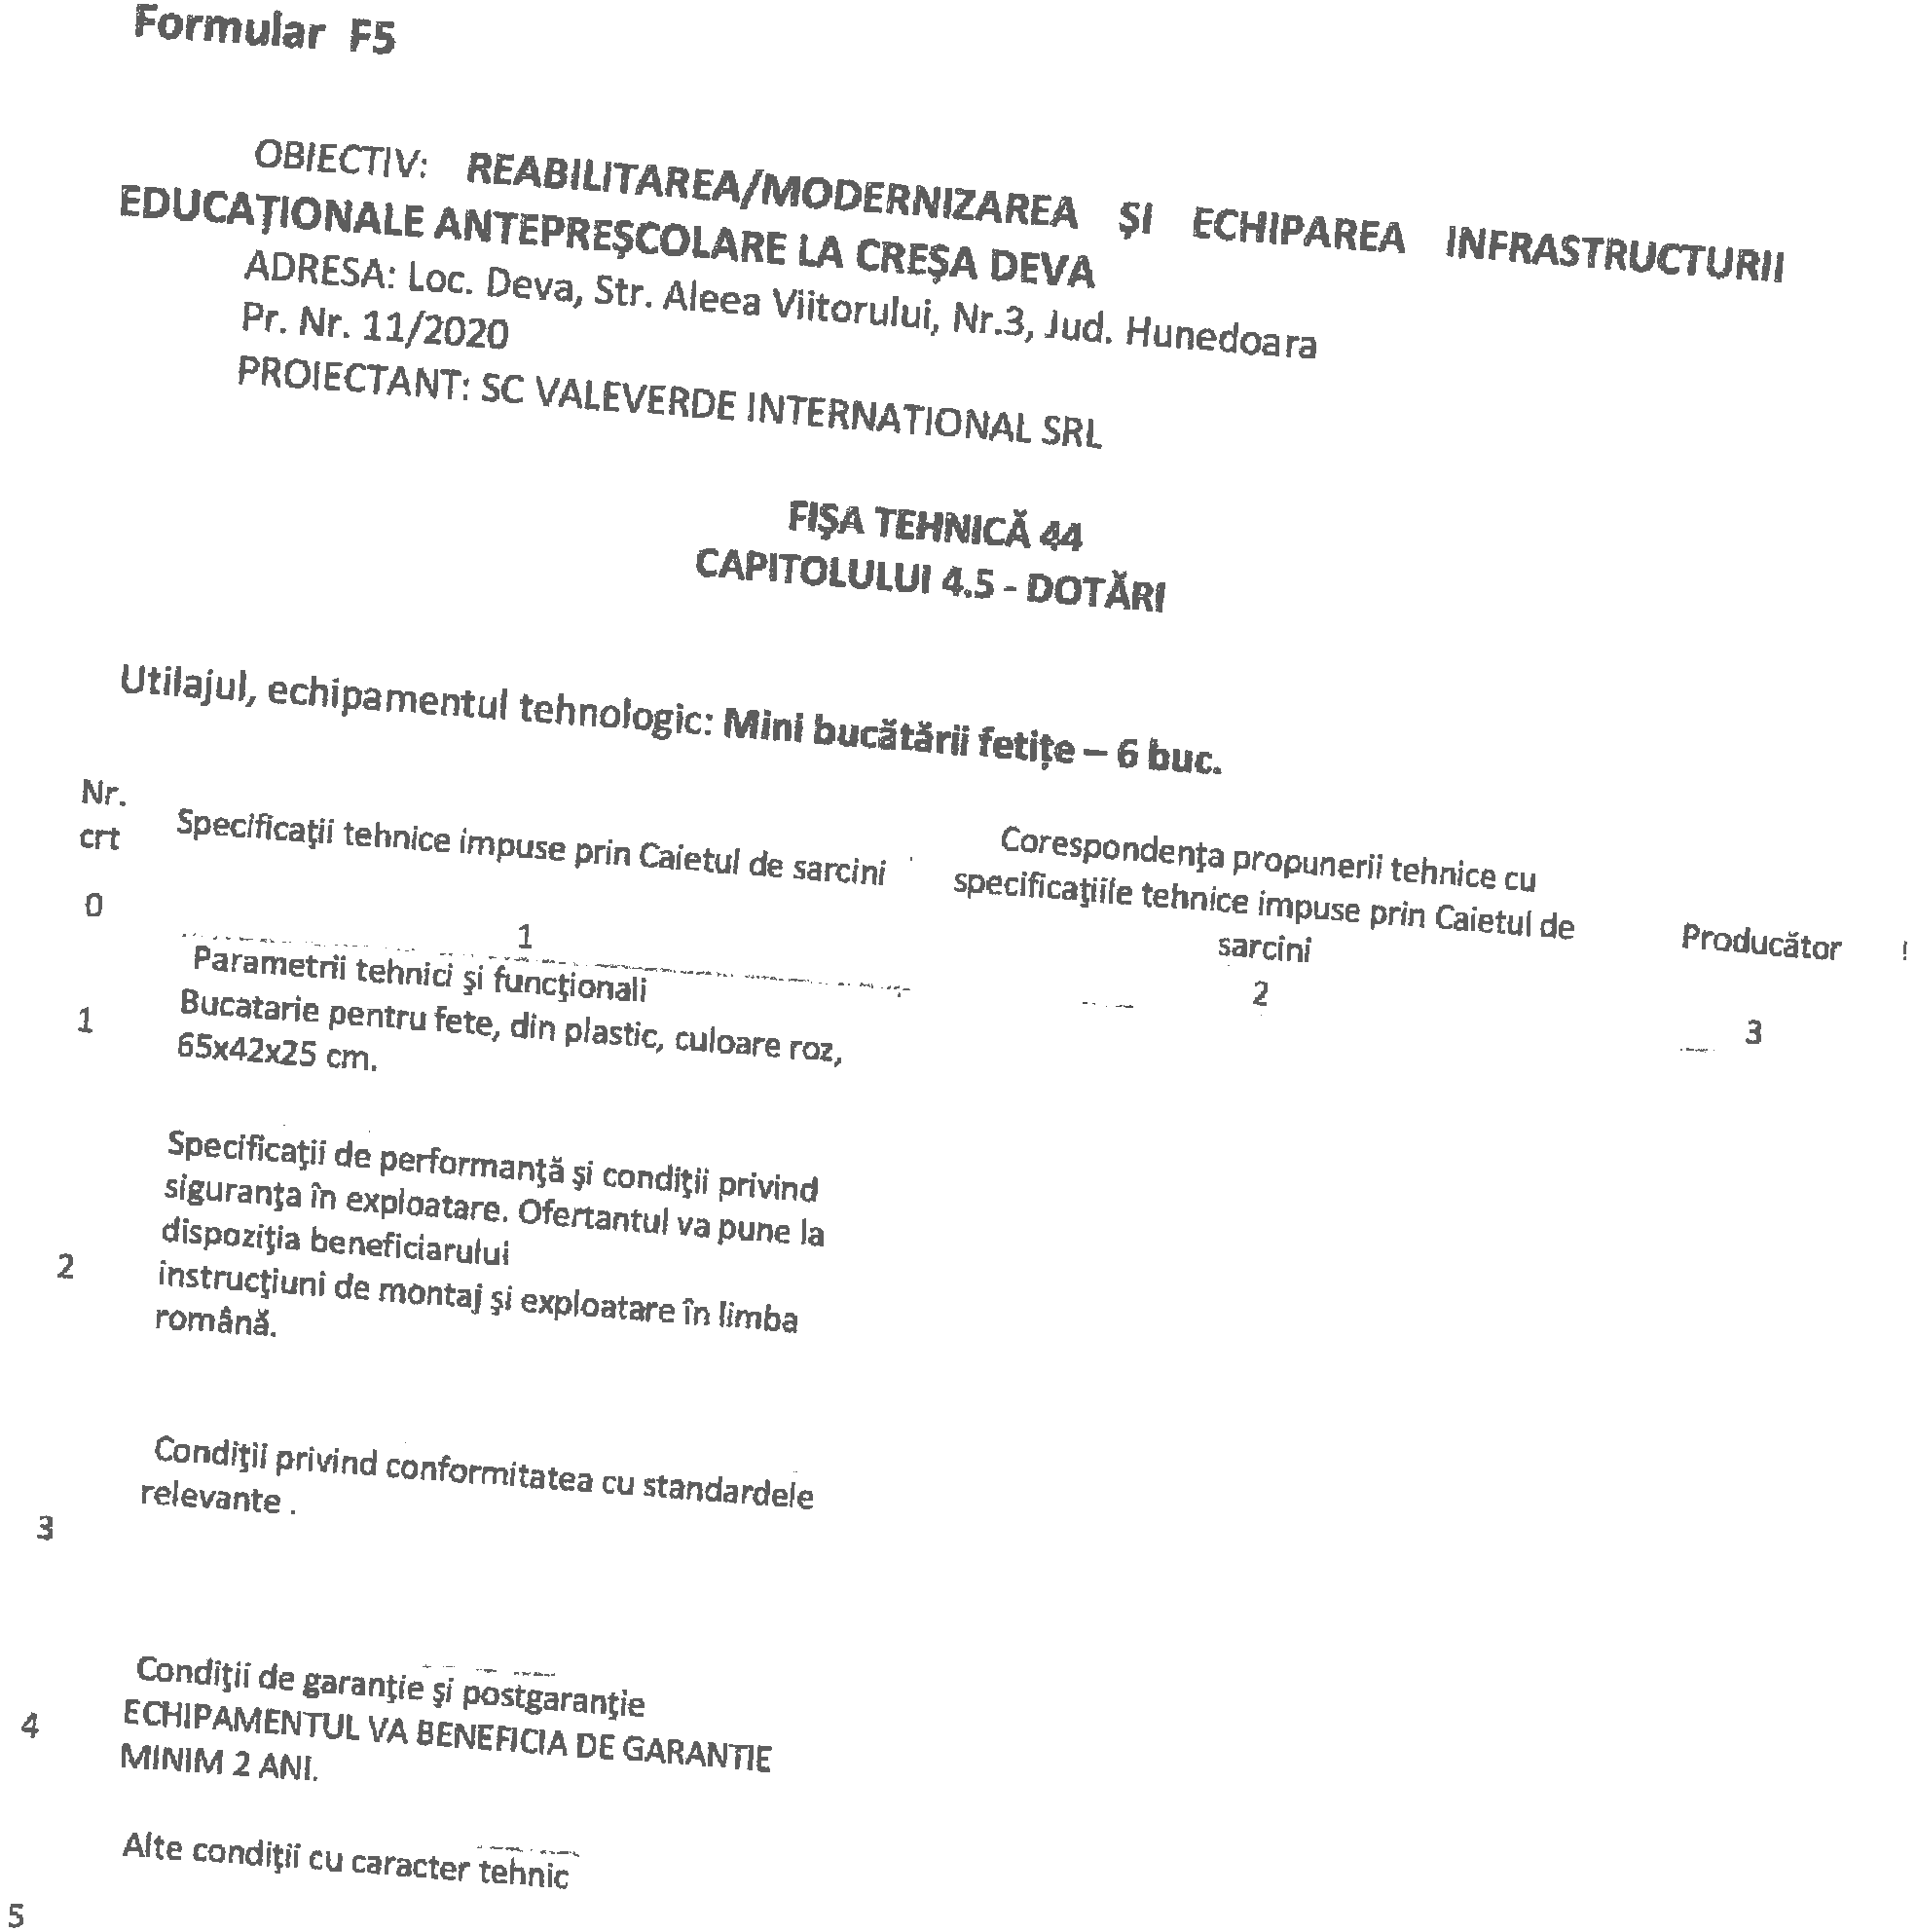 Formular F5
OBIECTIV: REABILITAREA/MODERNIZAREA ŞI ECHIPAREA INFRASTRUCTURII
EDUCAȚIONALE ANTEPREŞCOLARE LA CREŞA DEVA
ADRESA: Loc. Deva, Str. Aleea Viitorului, Nr.3, Jud. Hunedoara
Pr. Nr. 11/2020
PROIECTANT: SC VALEVERDE INTERNATIONAL SRL
FIŞA TEHNICĂ 44
CAPITOLULUI 4.5 - DOTĂRI
Utilajul, echipamentul tehnologic: Mini bucătării fetițe – 6 buc.
Nr.
crt
Specificaţii tehnice impuse prin Caietul de sarcini
Corespondenţa propunerii tehnice cu
specificaţiile tehnice impuse prin Caietul de
sarcini
Producător
0
1
2
3
1
Parametrii tehnici şi funcţionali
Bucatarie pentru fete, din plastic, culoare roz,
65x42x25 cm.
2
Specificaţii de performanţă şi condiţii privind
siguranţa în exploatare. Ofertantul va pune la
dispoziţia beneficiarului
instrucţiuni de montaj şi exploatare în limba
română.
3
Condiţii privind conformitatea cu standardele
relevante .
4
Condiţii de garanţie şi postgaranţie
ECHIPAMENTUL VA BENEFICIA DE GARANTIE
MINIM 2 ANI.
5
Alte condiţii cu caracter tehnic